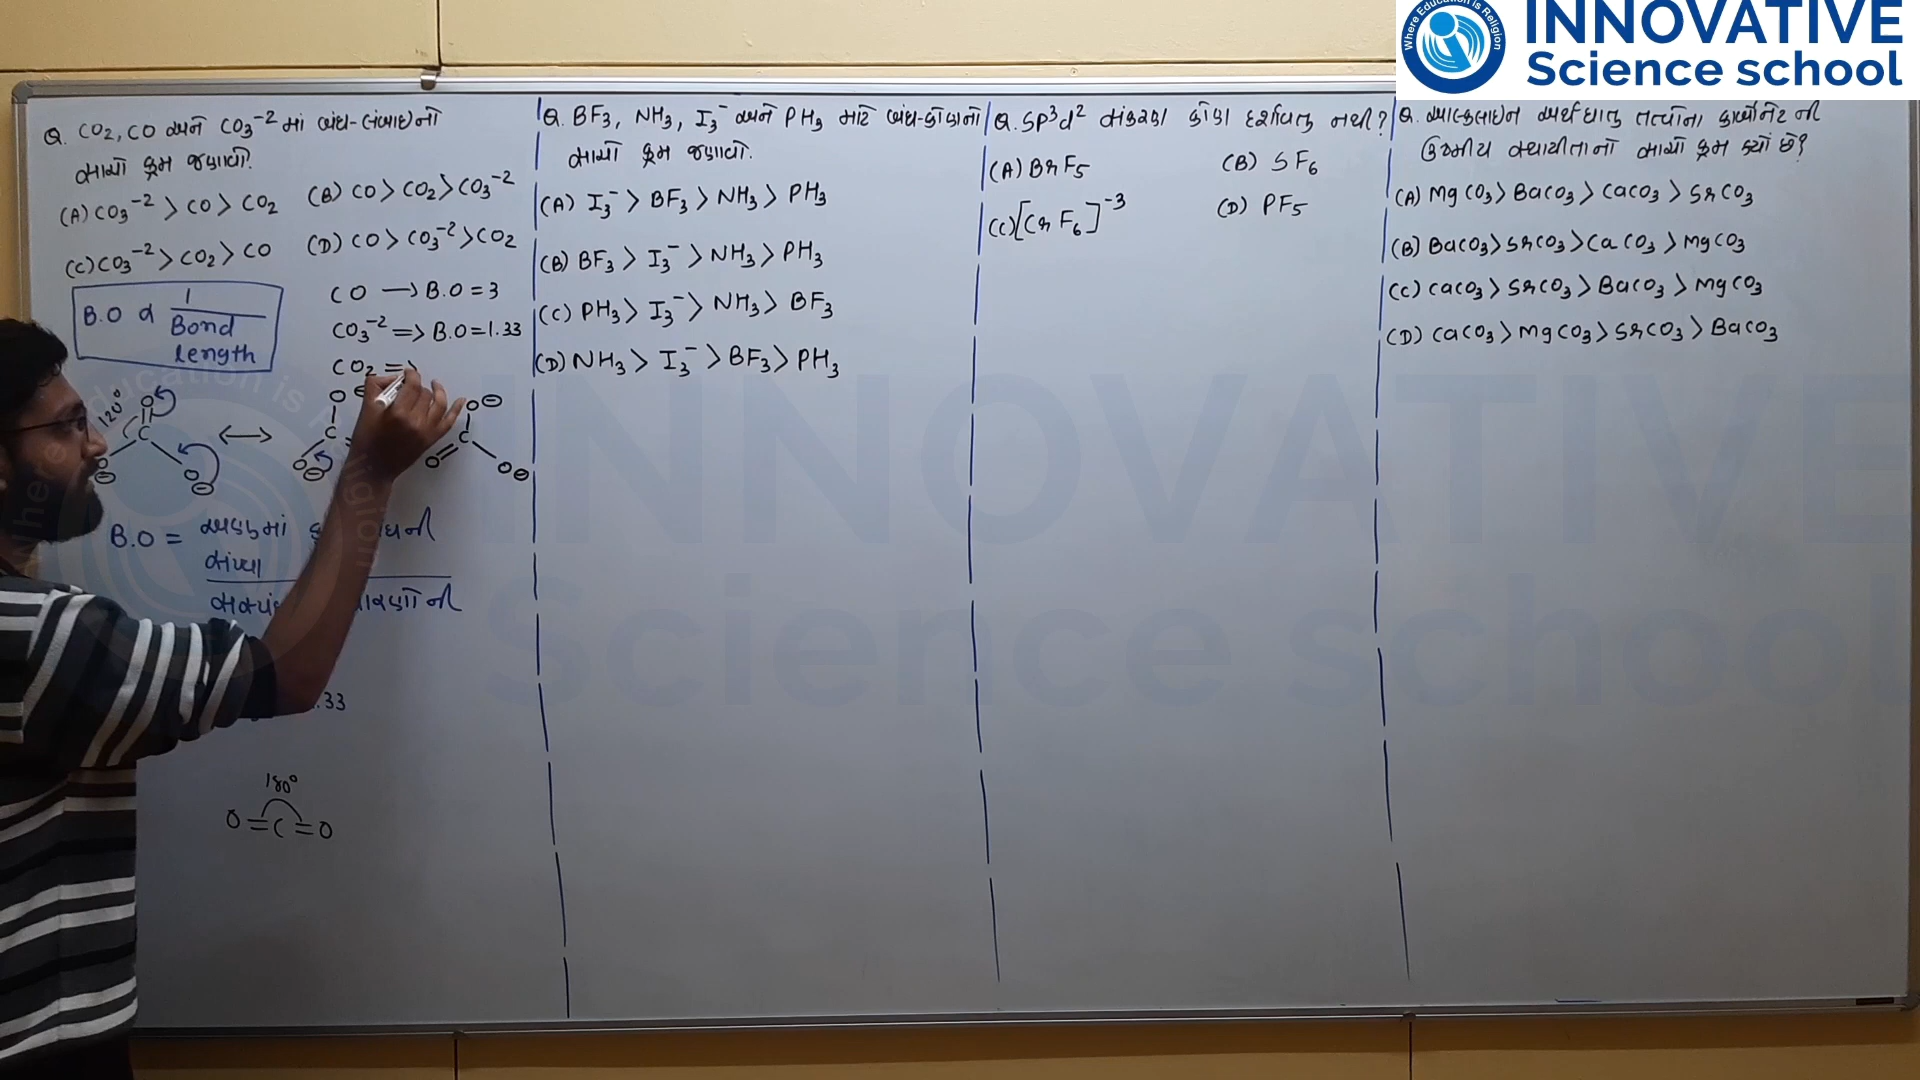 Where Education is Religion
INNOVATIVE
Science school
Q. CO₂, CO અને CO₃⁻² માં બંધ-લંબાઈનો
સાચો ક્રમ જણાવો.
(A) CO₃⁻² > CO > CO₂
(B) CO > CO₂ > CO₃⁻²
(C) CO₃⁻² > CO₂ > CO
(D) CO > CO₃⁻² > CO₂
B.O α 1
Bond
length
CO → B.O = 3
CO₃⁻² => B.O = 1.33
CO₂ =>
120°
O
C
O ⊖
O ⊖
↔
O
C
O ⊖
O ⊖
C
O
O ⊖
B.O =
સંખ્યા
.33
180°
O = C = O
Q. BF₃, NH₃, I₃⁻ અને PH₃ માટે બંધ-કોણનો
સાચો ક્રમ જણાવો.
(A) I₃⁻ > BF₃ > NH₃ > PH₃
(B) BF₃ > I₃⁻ > NH₃ > PH₃
(C) PH₃ > I₃⁻ > NH₃ > BF₃
(D) NH₃ > I₃⁻ > BF₃ > PH₃
Q. SP³d² સંકરણ કોણ દર્શાવતું નથી?
(A) BrF₅
(B) SF₆
(C) [CrF₆]⁻³
(D) PF₅
Q. આલ્કલાઇન અર્થધાતુ તત્વોના કાર્બોનેટ ની
ઉષ્મીય સ્થાયીતાનો સાચો ક્રમ ક્યો છે?
(A) MgCO₃ > BaCO₃ > CaCO₃ > SrCO₃
(B) BaCO₃ > SrCO₃ > CaCO₃ > MgCO₃
(C) CaCO₃ > SrCO₃ > BaCO₃ > MgCO₃
(D) CaCO₃ > MgCO₃ > SrCO₃ > BaCO₃
INNOVATIVE
Science school